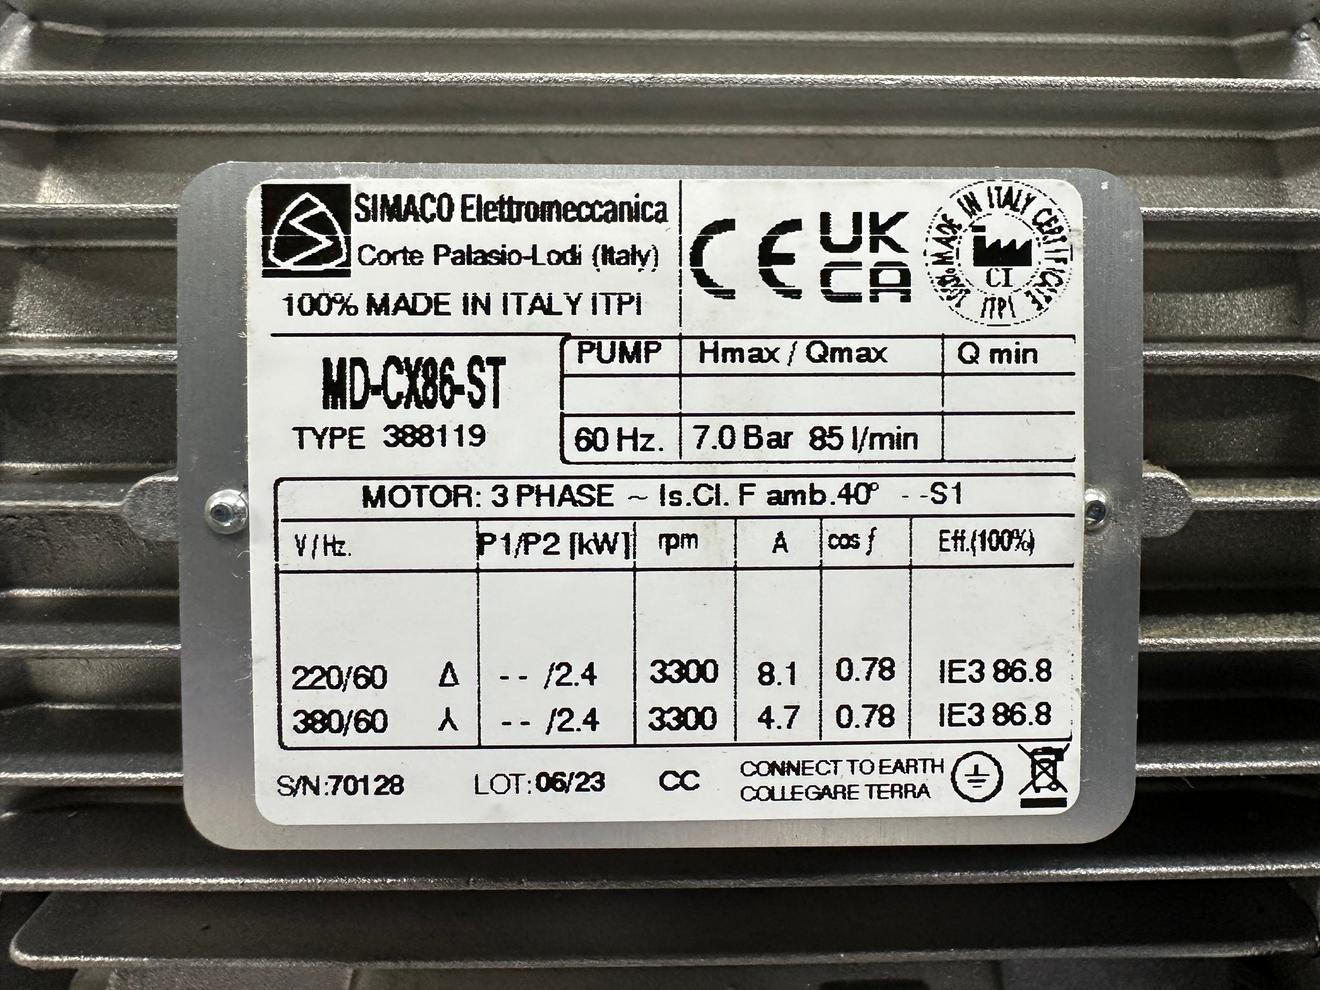 SIMACO Elettromeccanica
Corte Palasio-Lodi (Italy)
100% MADE IN ITALY ITPI
CE UK CA
100% MADE IN ITALY CERTIFICATE
CI
ITPI
MD-CX86-ST
TYPE 388119
PUMP Hmax / Qmax Q min
60 Hz. 7.0 Bar 85 l/min
MOTOR: 3 PHASE ~ Is.Cl. F amb.40° - -S1
V / Hz. P1/P2 [kW] rpm A cos ƒ Eff.(100%)
220/60 Δ - - /2.4 3300 8.1 0.78 IE3 86.8
380/60 ⅄ - - /2.4 3300 4.7 0.78 IE3 86.8
S/N:70128 LOT: 06/23 CC
CONNECT TO EARTH
COLLEGARE TERRA